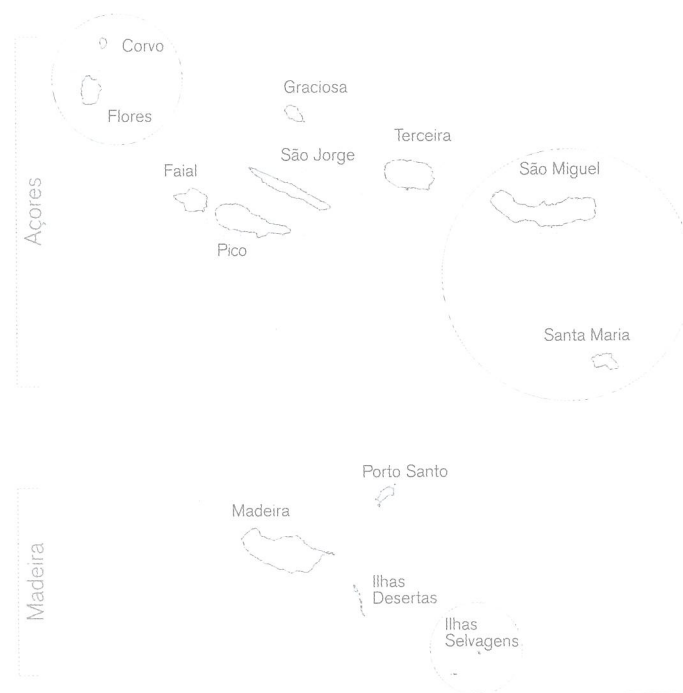 Corvo
Flores
Graciosa
Terceira
São Jorge
Faial
São Miguel
Pico
Açores
Santa Maria
Porto Santo
Madeira
Ilhas
Desertas
Madeira
Ilhas
Selvagens